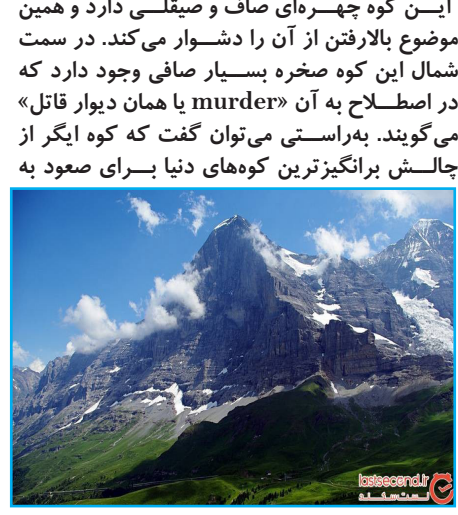 این کوه چهره‌ای صاف و صیقلی دارد و همین
موضوع بالارفتن از آن را دشوار می‌کند. در سمت
شمال این کوه صخره بسیار صافی وجود دارد که
در اصطلاح به آن «murder یا همان دیوار قاتل»
می‌گویند. به‌راستی می‌توان گفت که کوه ایگر از
چالش برانگیزترین کوه‌های دنیا برای صعود به
lastsecond.ir
لست‌سکند